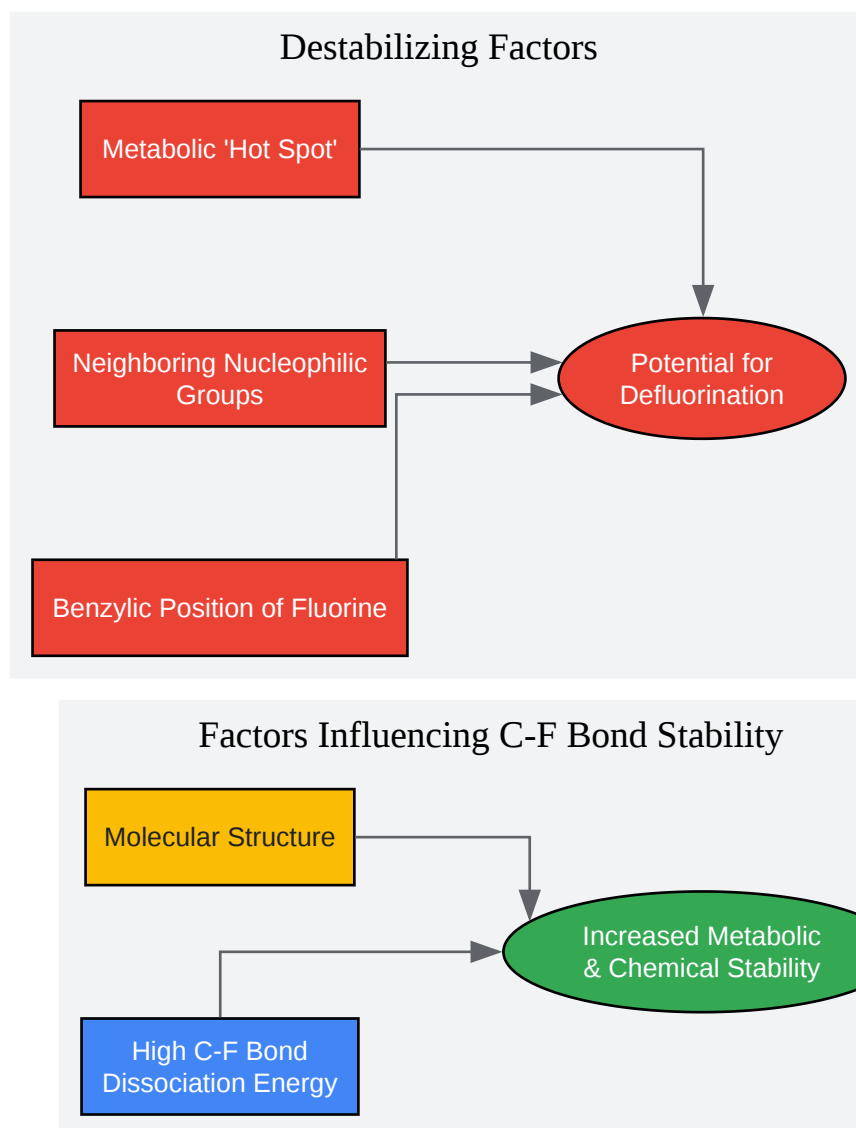 Destabilizing Factors
Metabolic 'Hot Spot'
Neighboring Nucleophilic
Groups
Potential for
Defluorination
Benzylic Position of Fluorine
Factors Influencing C-F Bond Stability
Molecular Structure
Increased Metabolic
& Chemical Stability
High C-F Bond
Dissociation Energy